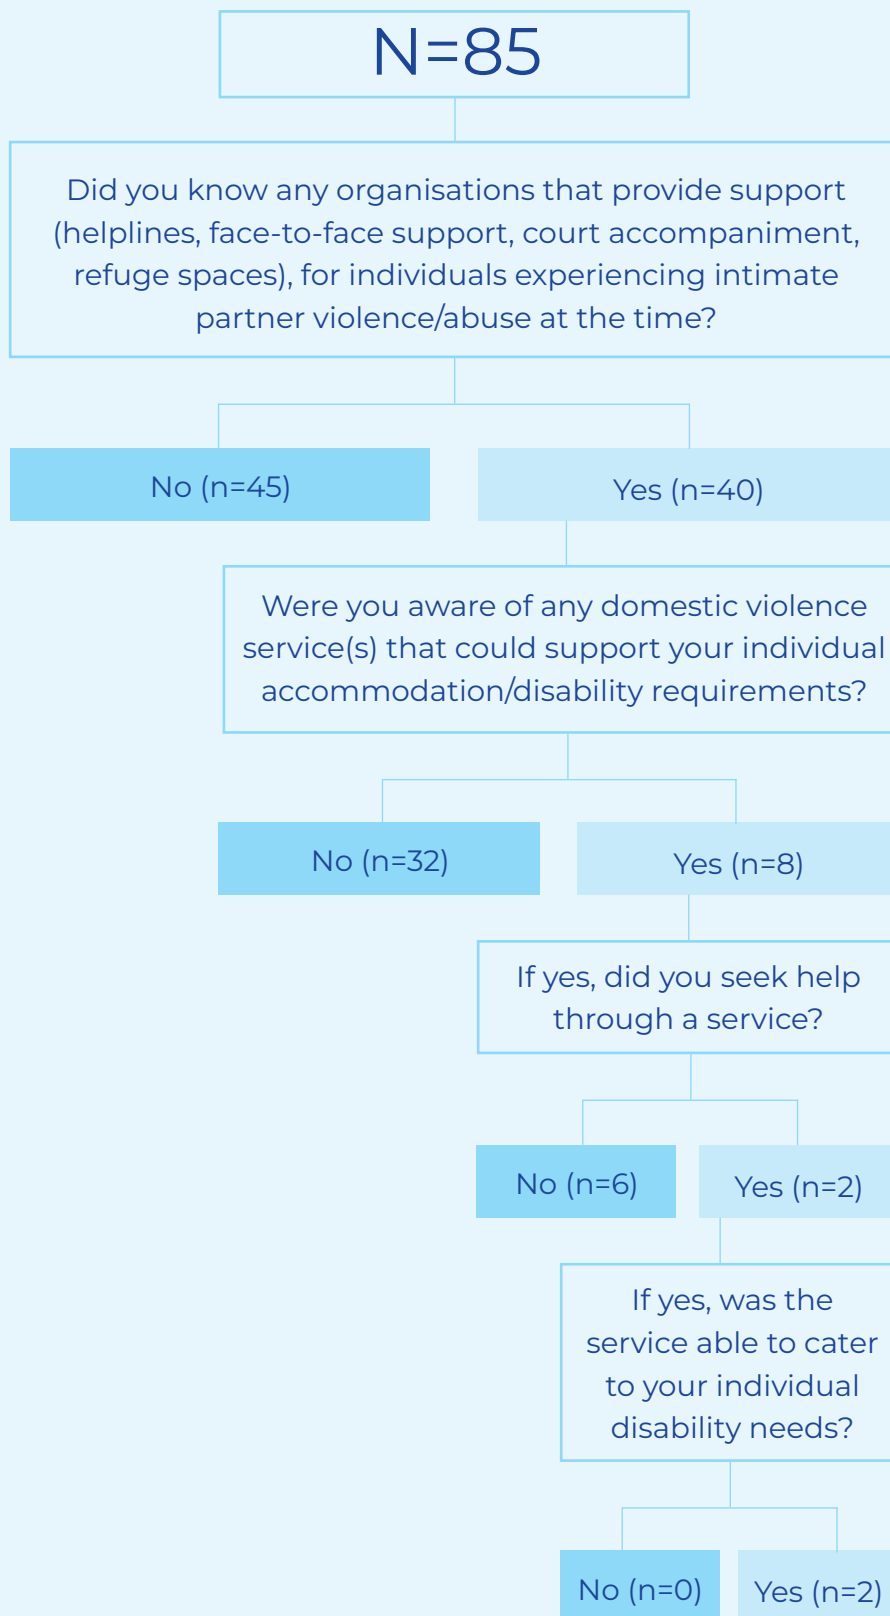 N=85
Did you know any organisations that provide support
(helplines, face-to-face support, court accompaniment,
refuge spaces), for individuals experiencing intimate
partner violence/abuse at the time?
No (n=45)
Yes (n=40)
Were you aware of any domestic violence
service(s) that could support your individual
accommodation/disability requirements?
No (n=32)
Yes (n=8)
If yes, did you seek help
through a service?
No (n=6)
Yes (n=2)
If yes, was the
service able to cater
to your individual
disability needs?
No (n=0)
Yes (n=2)